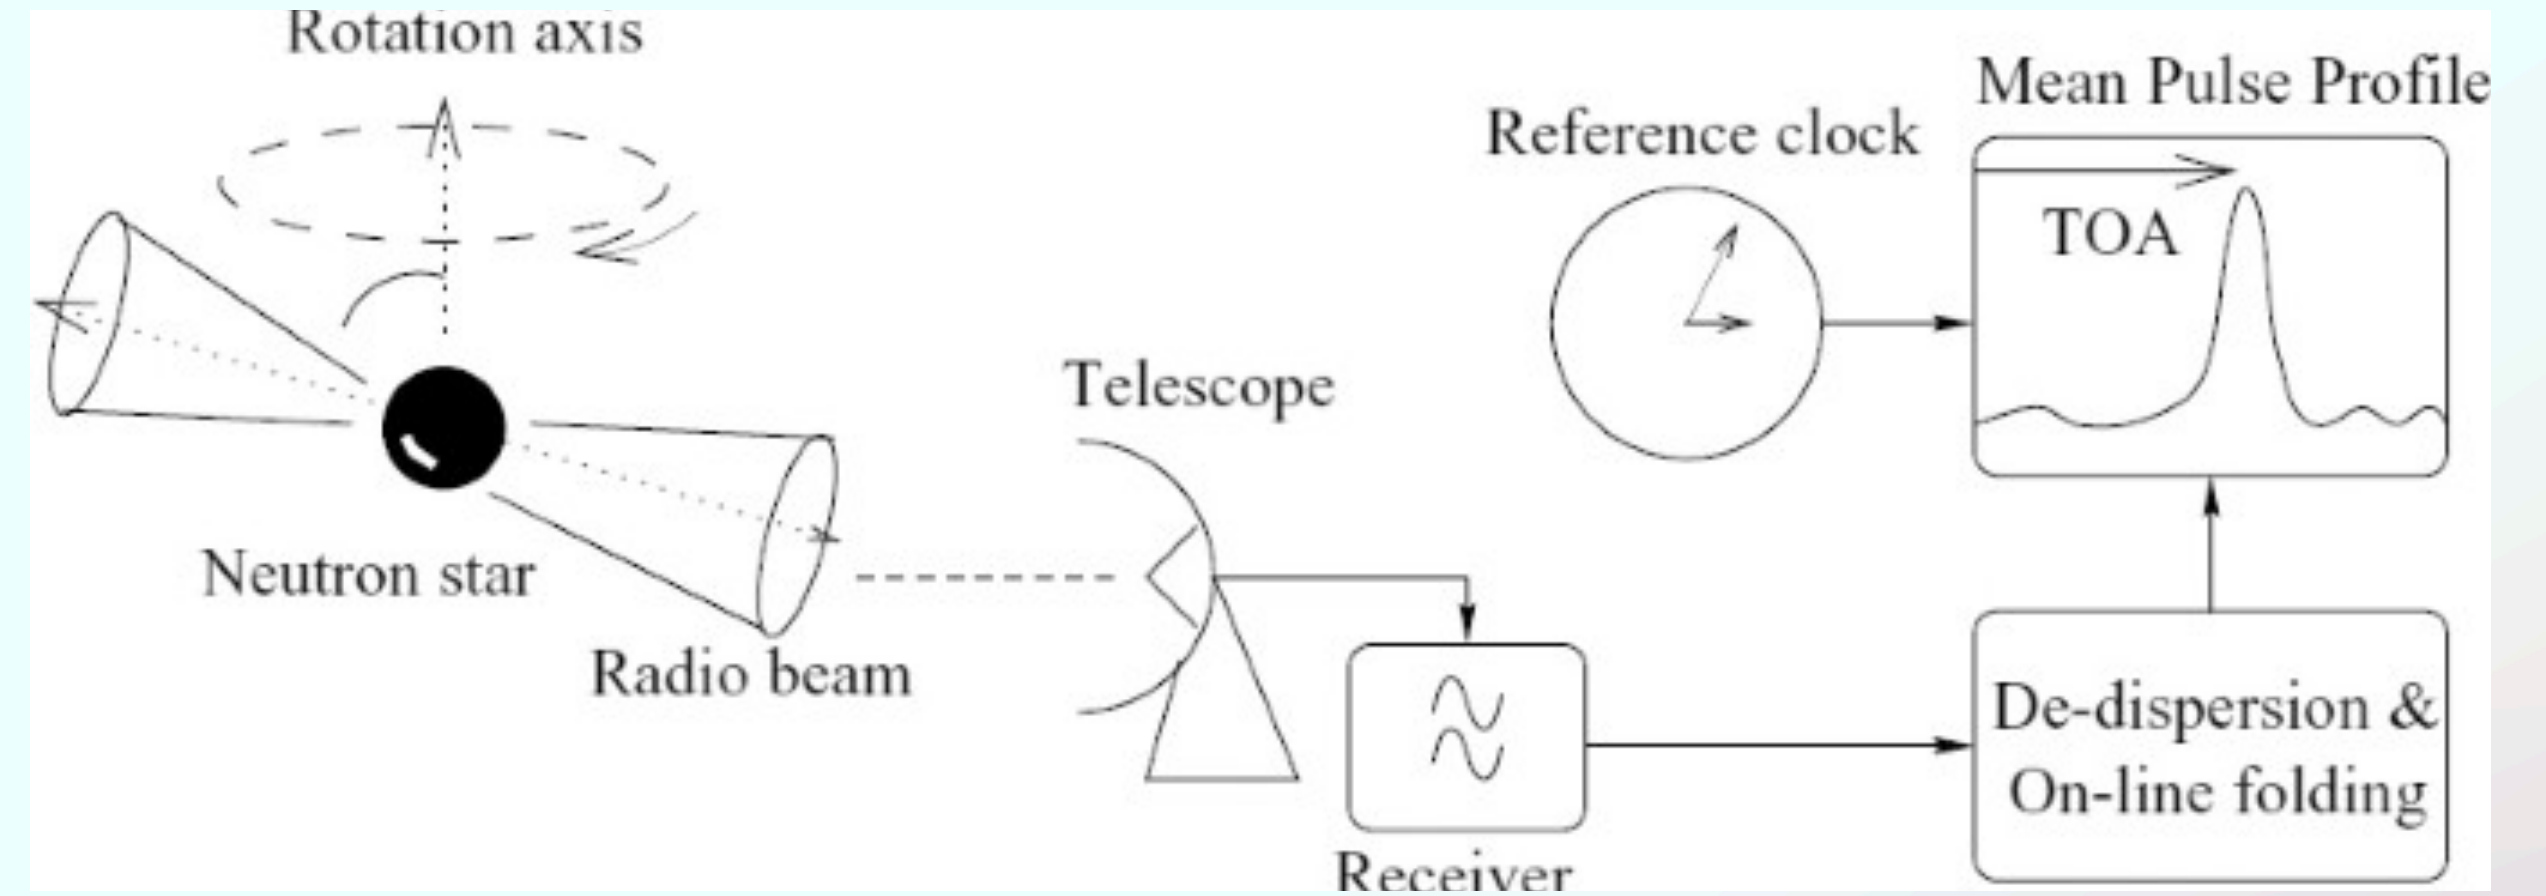 Rotation axis
Neutron star
Radio beam
Telescope
Receiver
Reference clock
Mean Pulse Profile
TOA
De-dispersion &
On-line folding